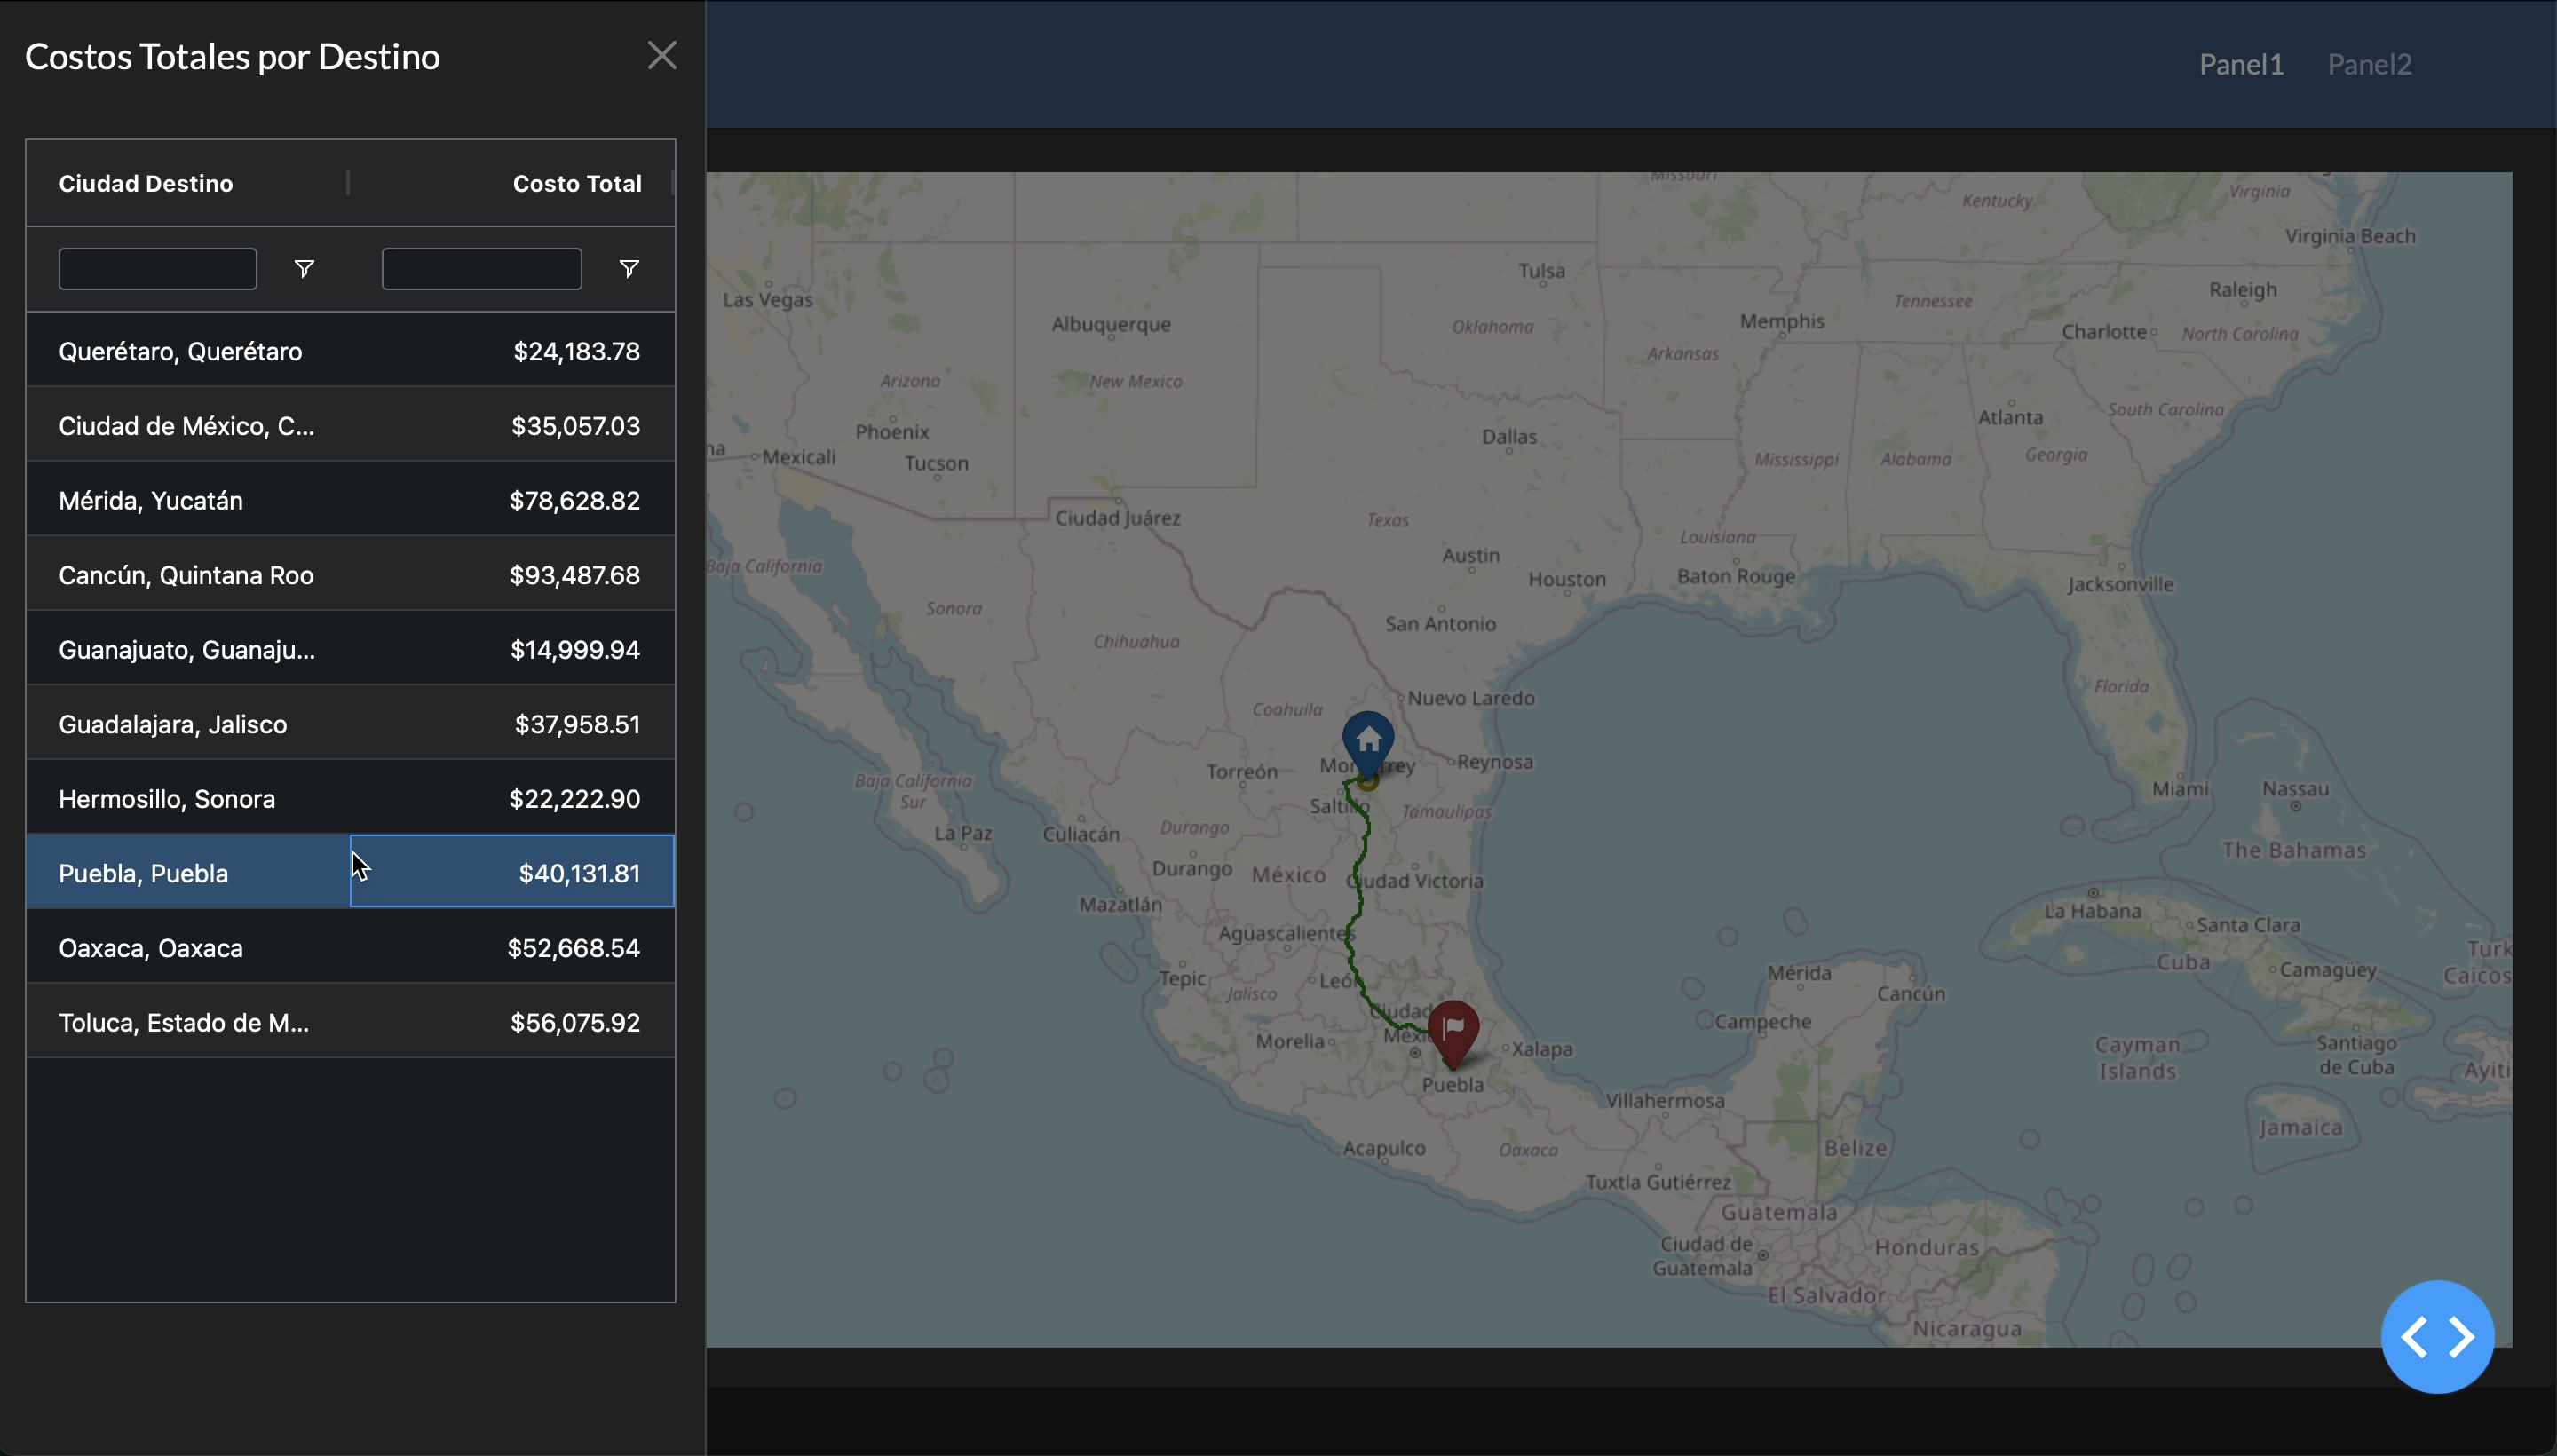 Costos Totales por Destino
Panel1 Panel2
Ciudad Destino Costo Total
Querétaro, Querétaro $24,183.78
Ciudad de México, C... $35,057.03
Mérida, Yucatán $78,628.82
Cancún, Quintana Roo $93,487.68
Guanajuato, Guanaju... $14,999.94
Guadalajara, Jalisco $37,958.51
Hermosillo, Sonora $22,222.90
Puebla, Puebla $40,131.81
Oaxaca, Oaxaca $52,668.54
Toluca, Estado de M... $56,075.92
Missouri
Kentucky
Virginia
Virginia Beach
Tulsa
Las Vegas
Raleigh
Tennessee
Albuquerque
Oklahoma
Memphis
Charlotte
North Carolina
Arkansas
Arizona
New Mexico
Atlanta
South Carolina
Phoenix
Dallas
Mexicali
Tucson
Mississippi
Alabama
Georgia
Ciudad Juárez
Texas
Louisiana
Austin
Baja California
Houston
Baton Rouge
Jacksonville
Sonora
San Antonio
Chihuahua
Florida
Nuevo Laredo
Coahuila
Torreón
Reynosa
Baja California
Sur
Saltillo
Tamaulipas
Miami
Nassau
La Paz
Culiacán
Durango
The Bahamas
Durango
México
Ciudad Victoria
Mazatlán
La Habana
Santa Clara
Aguascalientes
Cuba
Camagüey
Tepic
Jalisco
León
Mérida
Cancún
Campeche
Morelia
Xalapa
Cayman
Islands
Santiago
de Cuba
Puebla
Villahermosa
Jamaica
Acapulco
Oaxaca
Belize
Tuxtla Gutiérrez
Guatemala
Ciudad de
Guatemala
Honduras
El Salvador
Nicaragua